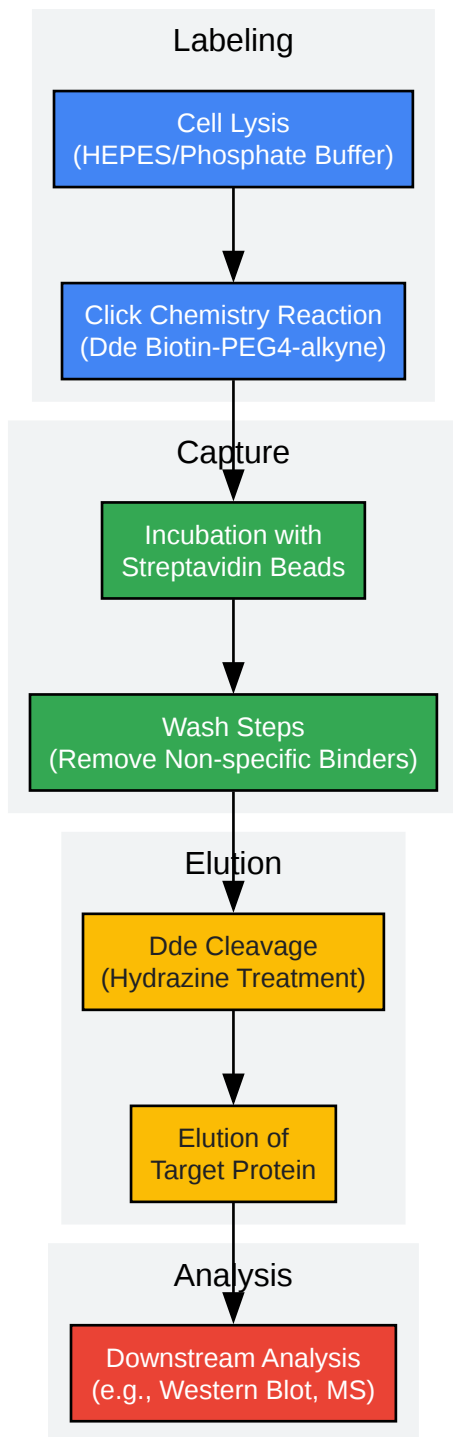 Labeling
Cell Lysis
(HEPES/Phosphate Buffer)
Click Chemistry Reaction
(Dde Biotin-PEG4-alkyne)
Capture
Incubation with
Streptavidin Beads
Wash Steps
(Remove Non-specific Binders)
Elution
Dde Cleavage
(Hydrazine Treatment)
Elution of
Target Protein
Analysis
Downstream Analysis
(e.g., Western Blot, MS)